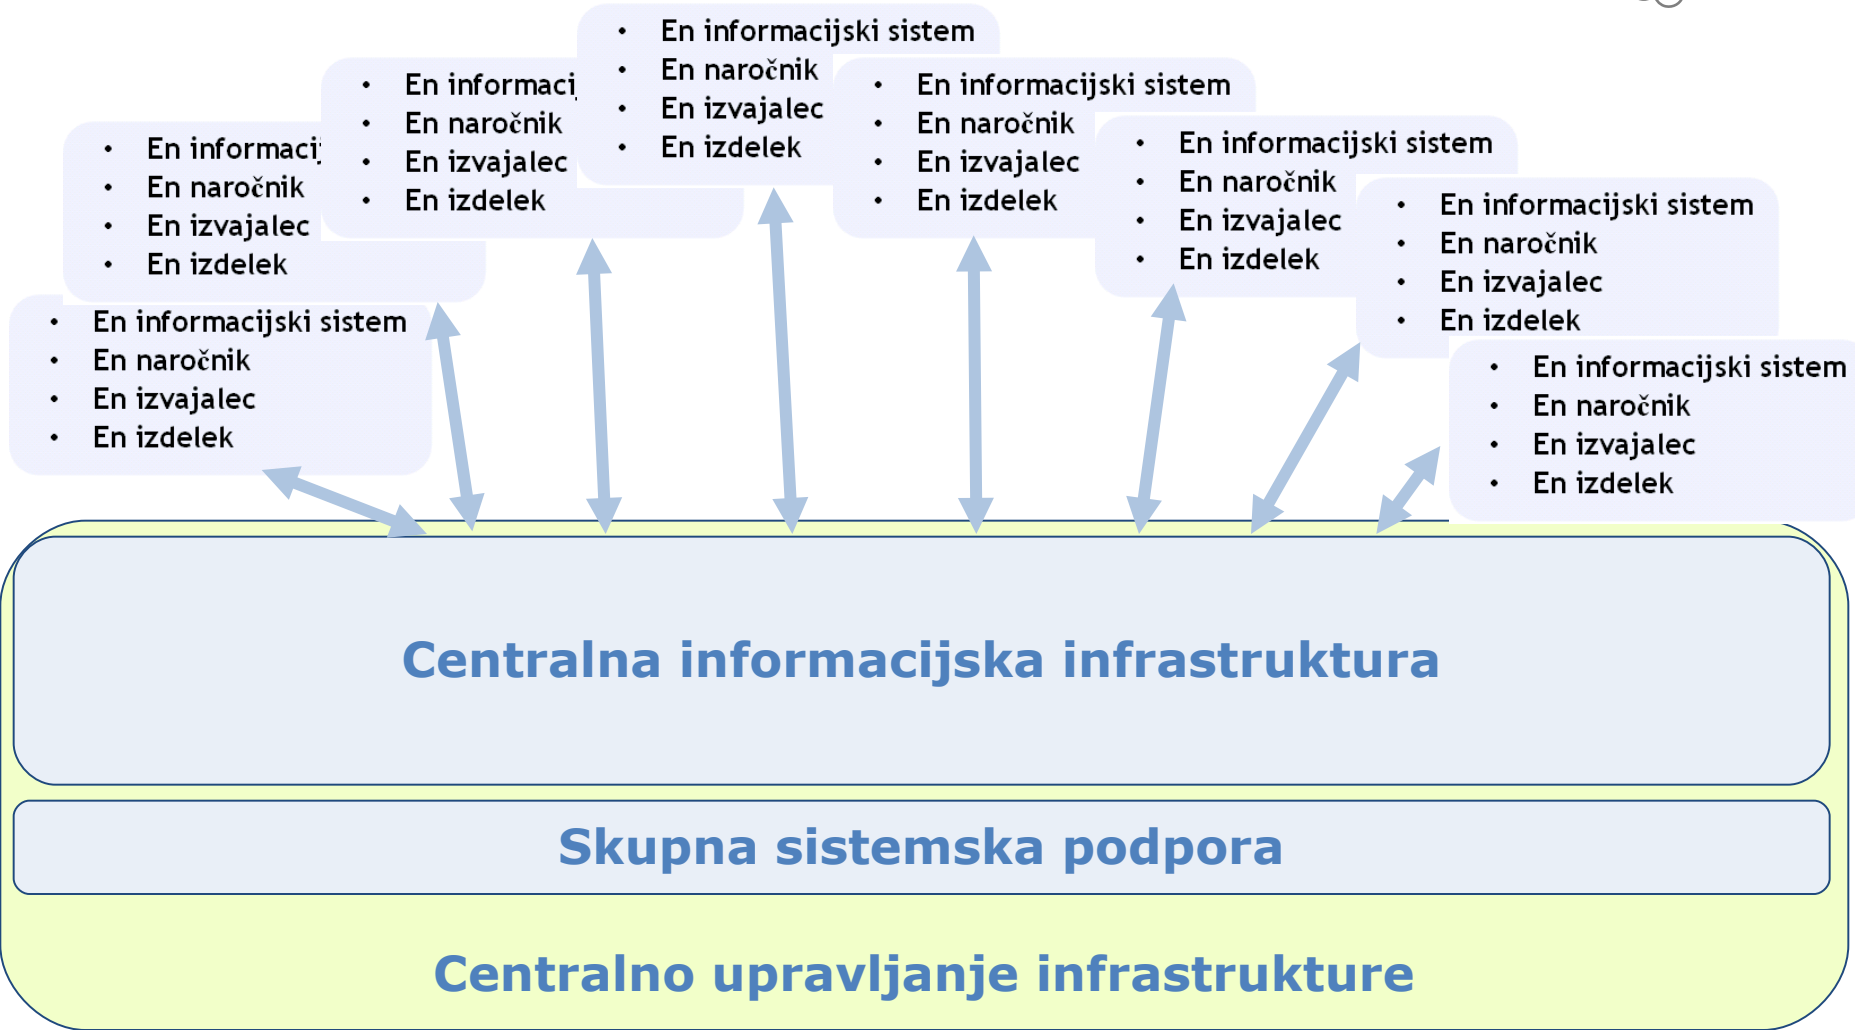 • En informacijski sistem
• En naročnik
• En izvajalec
• En izdelek
• En informacij
• En naročnik
• En izvajalec
• En izdelek
• En informacij
• En naročnik
• En izvajalec
• En izdelek
• En informacijski sistem
• En naročnik
• En izvajalec
• En izdelek
• En informacijski sistem
• En naročnik
• En izvajalec
• En izdelek
• En informacijski sistem
• En naročnik
• En izvajalec
• En izdelek
• En informacijski sistem
• En naročnik
• En izvajalec
• En izdelek
• En informacijski sistem
• En naročnik
• En izvajalec
• En izdelek
Centralna informacijska infrastruktura
Skupna sistemska podpora
Centralno upravljanje infrastrukture